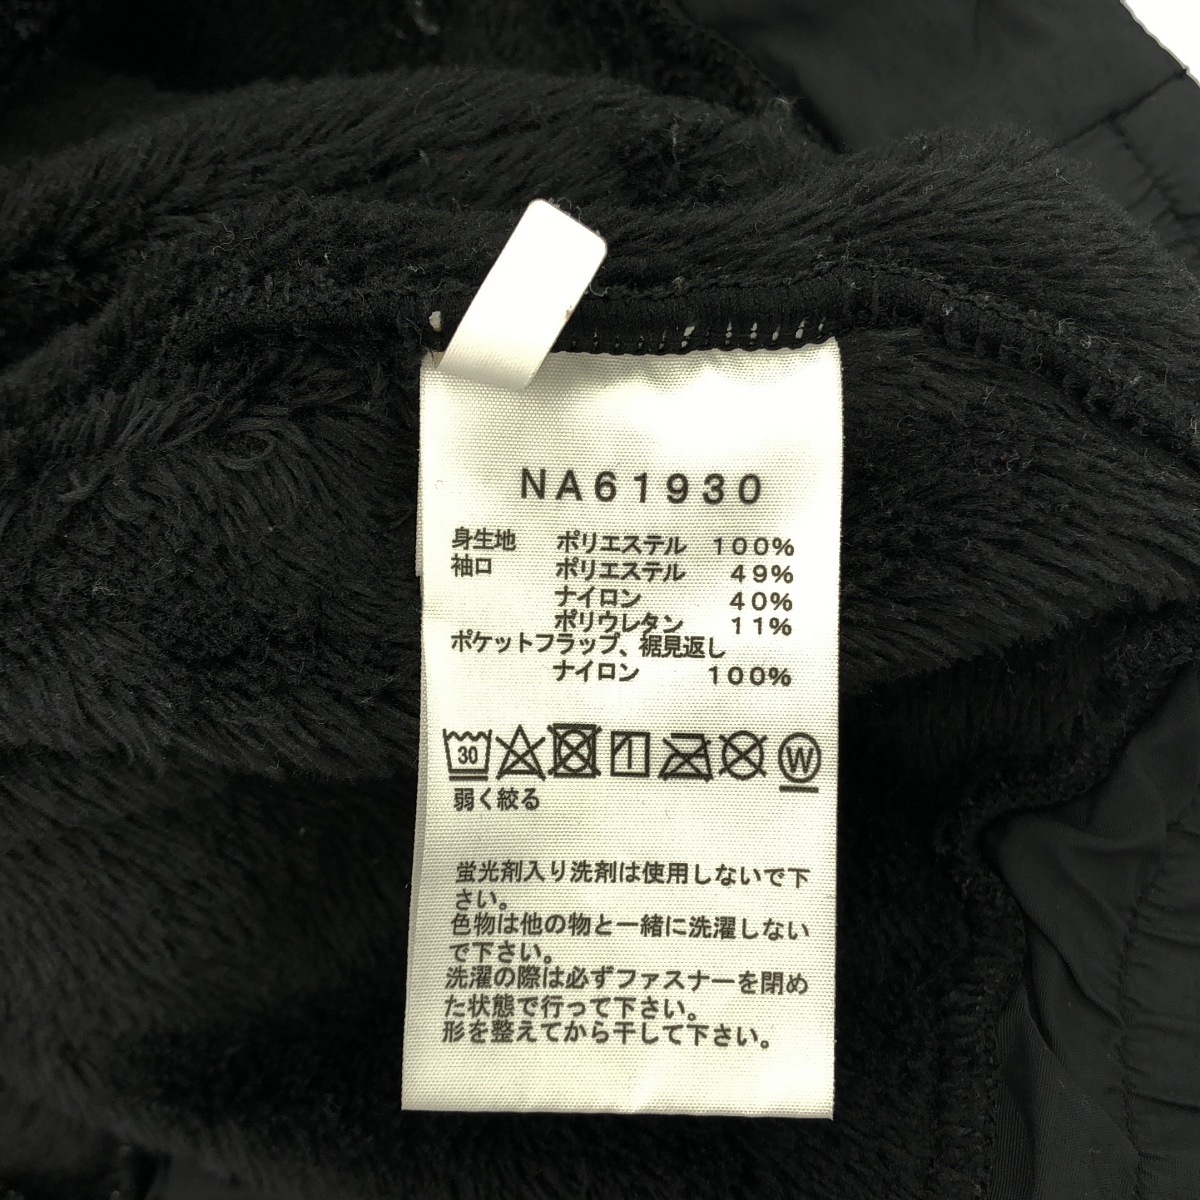 NA61930
身生地 ポリエステル 100%
袖口 ポリエステル 49%
ナイロン 40%
ポリウレタン 11%
ポケットフラップ、裾見返し
ナイロン 100%
30 W
弱く絞る
蛍光剤入り洗剤は使用しないで下
さい。
色物は他の物と一緒に洗濯しない
で下さい。
洗濯の際は必ずファスナーを閉め
た状態で行って下さい。
形を整えてから干して下さい。